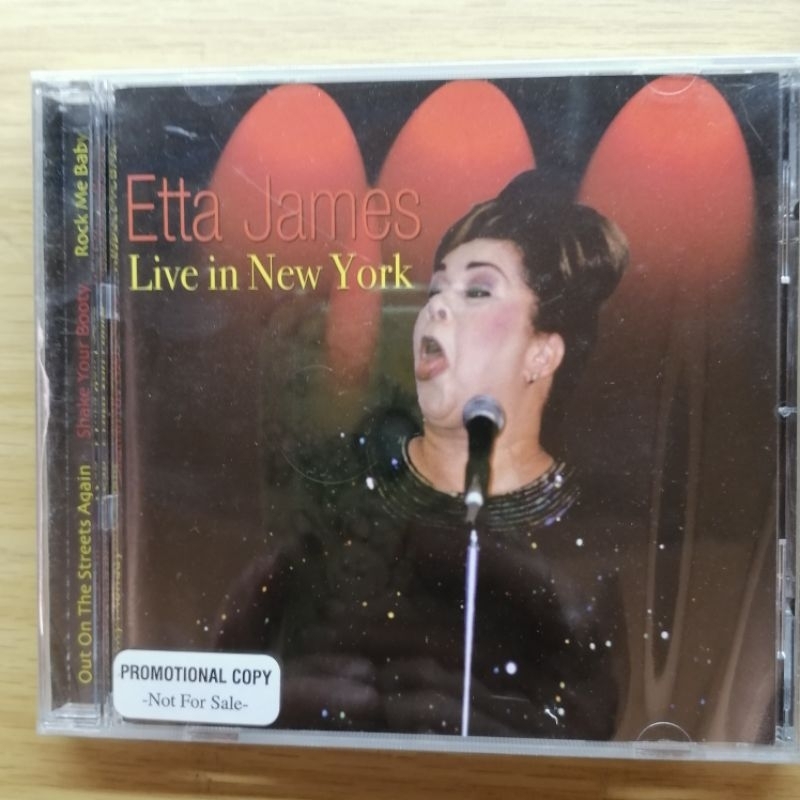 Etta James
Live in New York
Out On The Streets Again Shake Your Booty Rock Me Baby
PROMOTIONAL COPY
-Not For Sale-